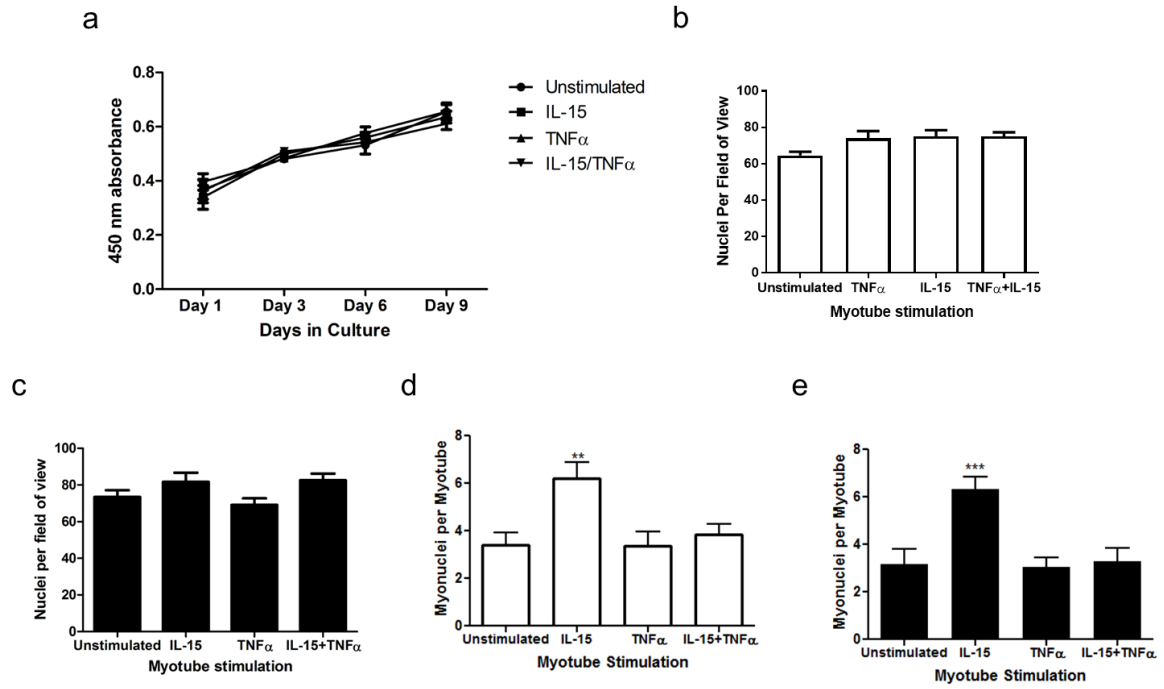 a
0.8
0.6
0.4
0.2
0.0
450 nm absorbance
Day 1 Day 3 Day 6 Day 9
Days in Culture
Unstimulated
IL-15
TNFα
IL-15/TNFα
b
100
80
60
40
20
0
Nuclei Per Field of View
Unstimulated TNFα IL-15 TNFα+IL-15
Myotube stimulation
c
100
80
60
40
20
0
Nuclei per field of view
Unstimulated IL-15 TNFα IL-15+TNFα
Myotube stimulation
d
8
6
4
2
0
Myonuclei per Myotube
**
Unstimulated IL-15 TNFα IL-15+TNFα
Myotube Stimulation
e
8
6
4
2
0
Myonuclei per Myotube
***
Unstimulated IL-15 TNFα IL-15+TNFα
Myotube Stimulation